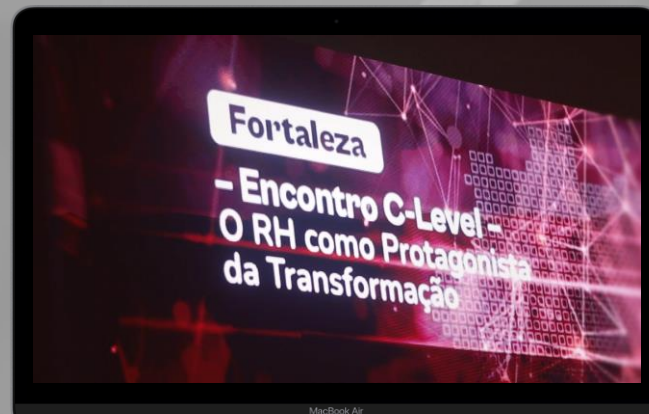 Fortaleza
– Encontro C-Level –
O RH como Protagonista
da Transformação
MacBook Air